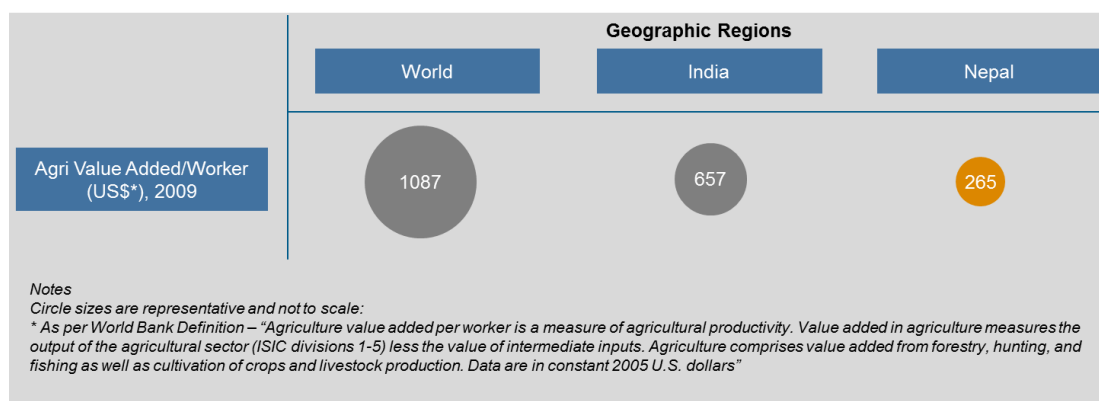 Geographic Regions
World India Nepal
Agri Value Added/Worker
(US$*), 2009
1087 657 265
Notes
Circle sizes are representative and not to scale:
* As per World Bank Definition – “Agriculture value added per worker is a measure of agricultural productivity. Value added in agriculture measures the
output of the agricultural sector (ISIC divisions 1-5) less the value of intermediate inputs. Agriculture comprises value added from forestry, hunting, and
fishing as well as cultivation of crops and livestock production. Data are in constant 2005 U.S. dollars”